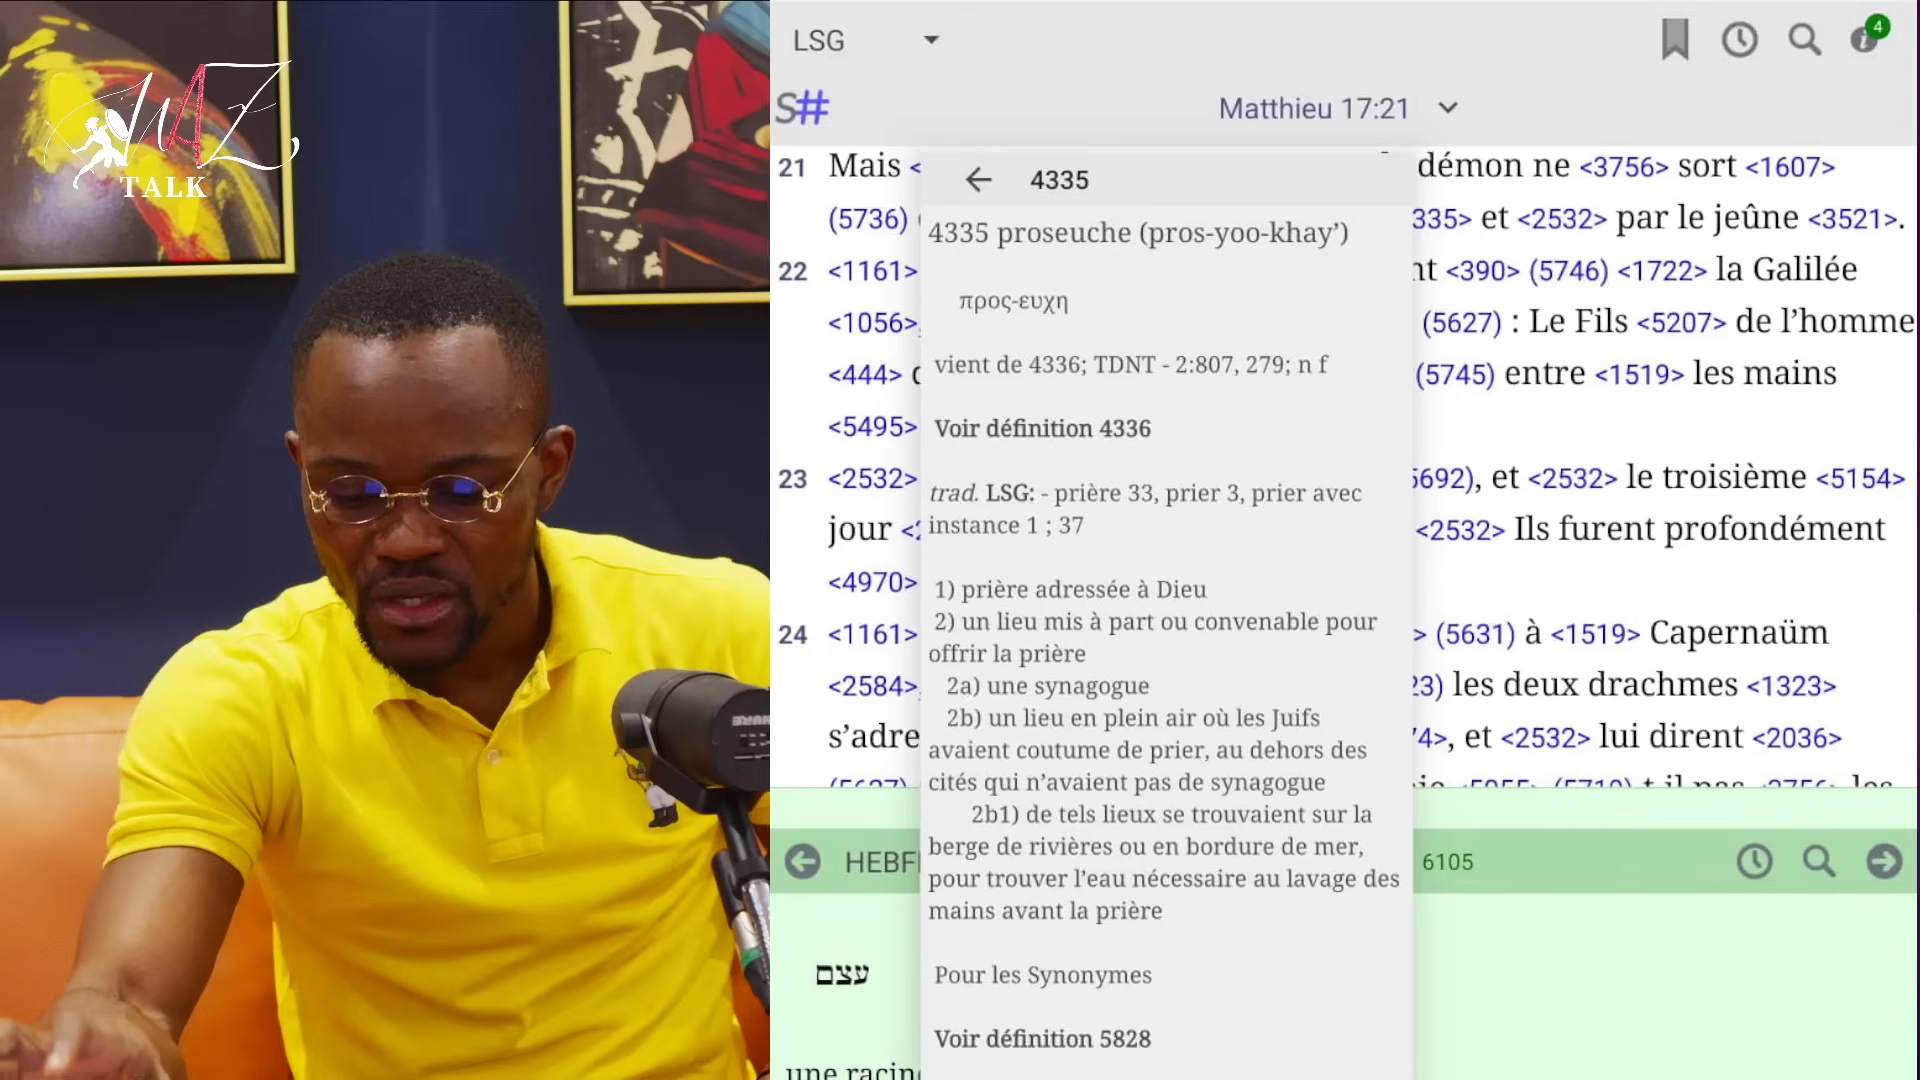 WAZ
TALK
SHURE
LSG
4
S#
Matthieu 17:21
21 Mais démon ne <3756> sort <1607>
(5736) 335> et <2532> par le jeûne <3521>.
22 <1161> nt <390> (5746) <1722> la Galilée
<1056>, (5627) : Le Fils <5207> de l’homme
<444> (5745) entre <1519> les mains
<5495>
23 <2532> 5692), et <2532> le troisième <5154>
jour <2532> Ils furent profondément
<4970>
24 <1161> > (5631) à <1519> Capernaüm
<2584>, 23) les deux drachmes <1323>
s’adre 74>, et <2532> lui dirent <2036>
4335
4335 proseuche (pros-yoo-khay’)
προς-ευχη
vient de 4336; TDNT - 2:807, 279; n f
Voir définition 4336
trad. LSG: - prière 33, prier 3, prier avec
instance 1 ; 37
1) prière adressée à Dieu
2) un lieu mis à part ou convenable pour
offrir la prière
2a) une synagogue
2b) un lieu en plein air où les Juifs
avaient coutume de prier, au dehors des
cités qui n’avaient pas de synagogue
2b1) de tels lieux se trouvaient sur la
berge de rivières ou en bordure de mer,
pour trouver l’eau nécessaire au lavage des
mains avant la prière
Pour les Synonymes
Voir définition 5828
HEBF 6105
עצם
une racin